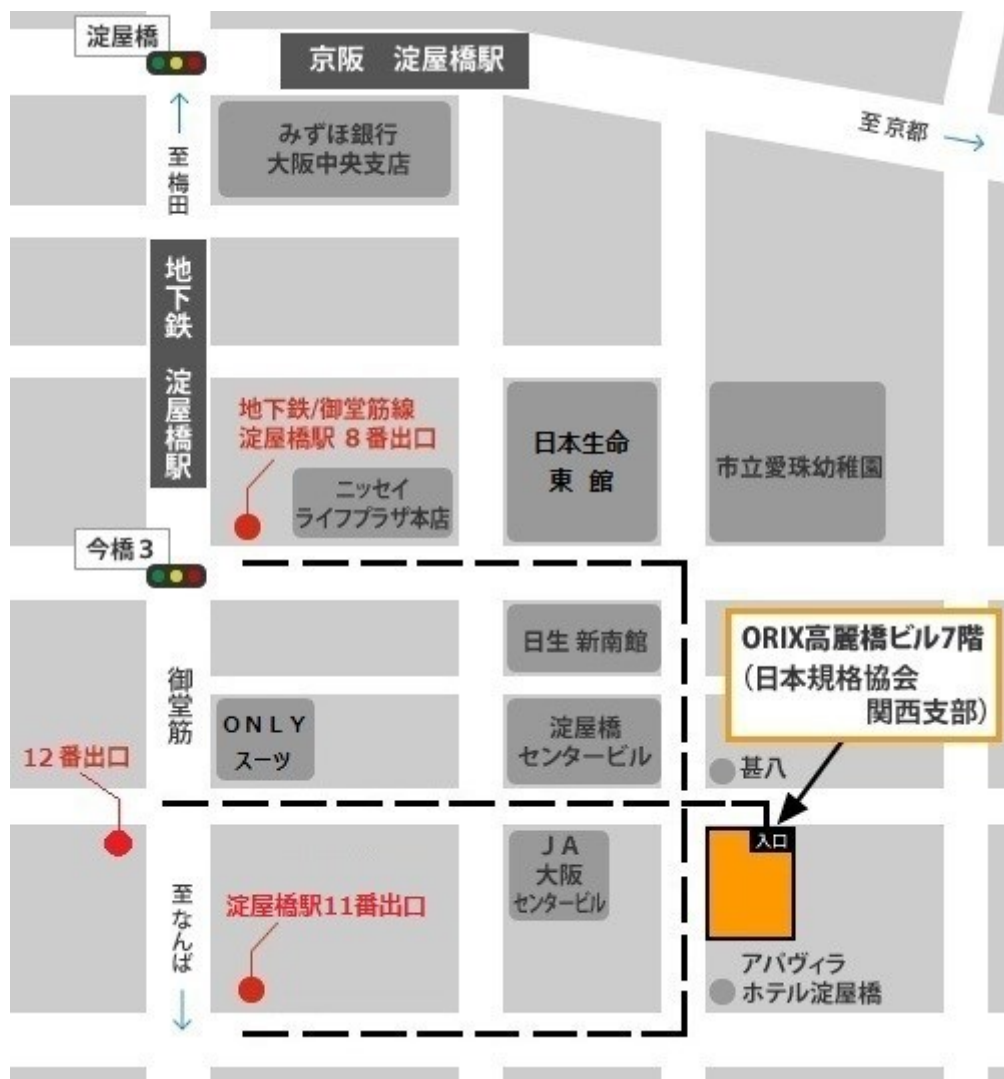 淀屋橋
京阪　淀屋橋駅
みずほ銀行
大阪中央支店
至京都
至梅田
地下鉄　淀屋橋駅
地下鉄/御堂筋線
淀屋橋駅 8番出口
ニッセイ
ライフプラザ本店
日本生命
東 館
市立愛珠幼稚園
今橋3
日生 新南館
ORIX高麗橋ビル7階
(日本規格協会
関西支部)
御堂筋
ONLY
スーツ
淀屋橋
センタービル
12番出口
甚八
入口
JA
大阪
センタービル
淀屋橋駅11番出口
至なんば
アパヴィラ
ホテル淀屋橋